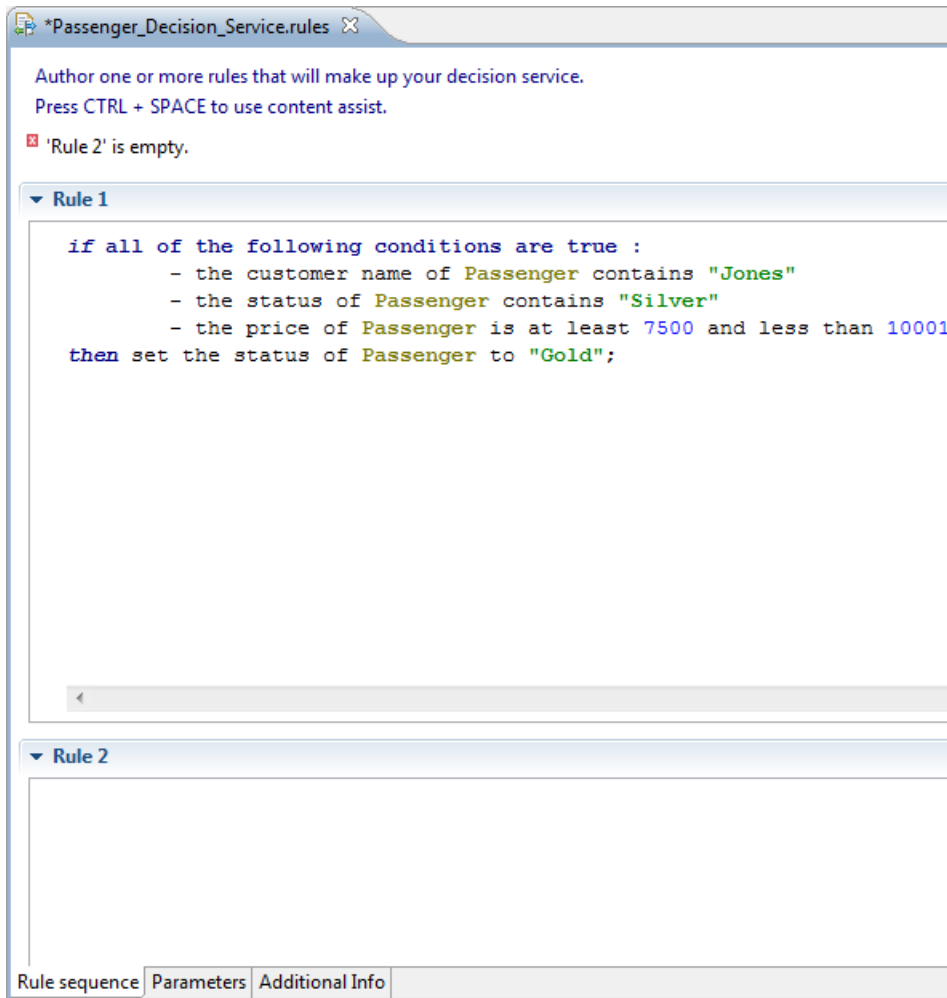 *Passenger_Decision_Service.rules
Author one or more rules that will make up your decision service.
Press CTRL + SPACE to use content assist.
'Rule 2' is empty.
Rule 1
if all of the following conditions are true :
- the customer name of Passenger contains "Jones"
- the status of Passenger contains "Silver"
- the price of Passenger is at least 7500 and less than 10001
then set the status of Passenger to "Gold";
Rule 2
Rule sequence Parameters Additional Info